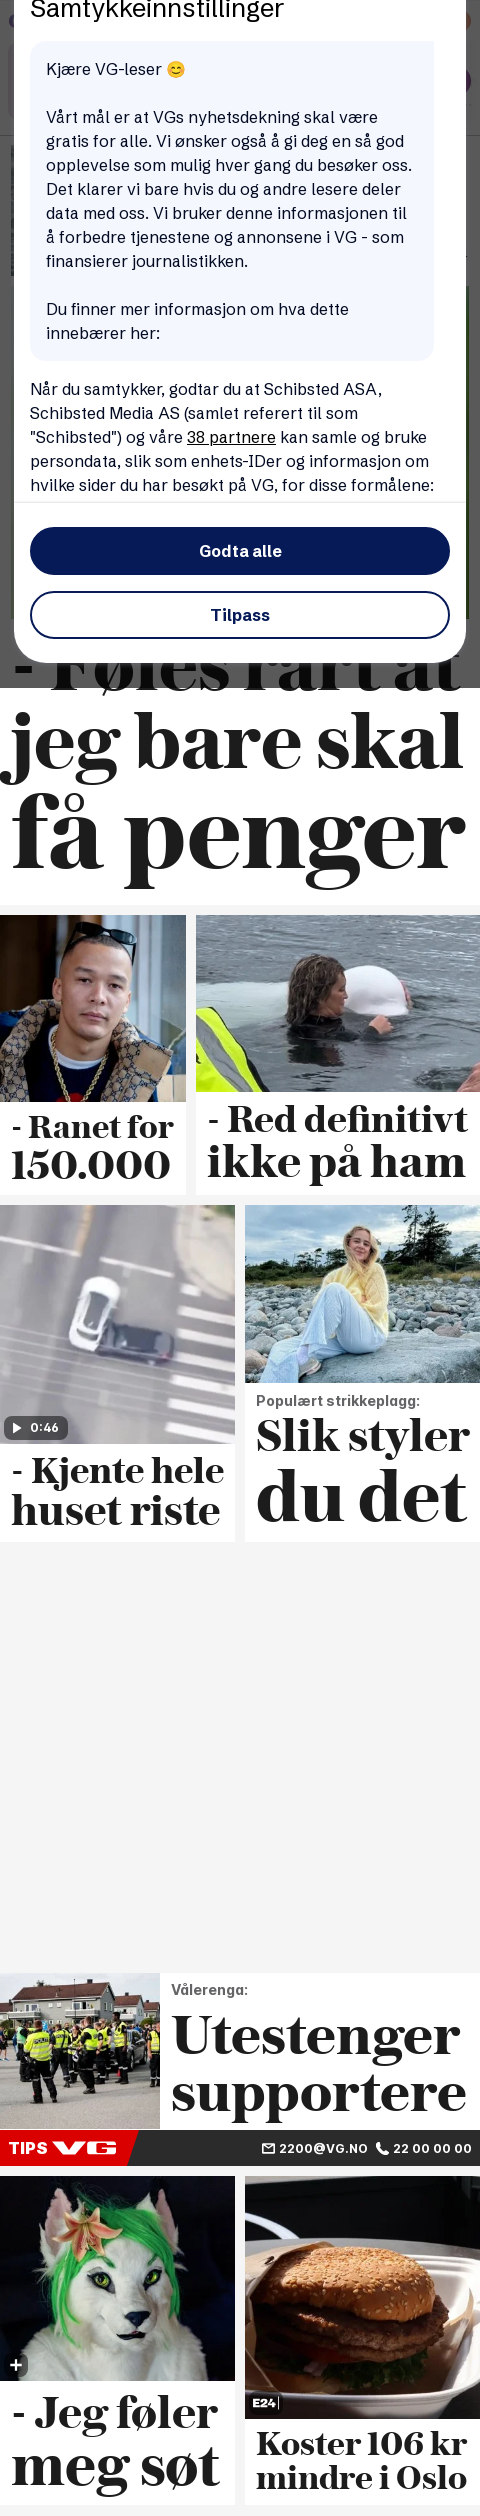 Samtykkeinnstillinger
Kjære VG-leser 😊
Vårt mål er at VGs nyhetsdekning skal være
gratis for alle. Vi ønsker også å gi deg en så god
opplevelse som mulig hver gang du besøker oss.
Det klarer vi bare hvis du og andre lesere deler
data med oss. Vi bruker denne informasjonen til
å forbedre tjenestene og annonsene i VG - som
finansierer journalistikken.
Du finner mer informasjon om hva dette
innebærer her:
Når du samtykker, godtar du at Schibsted ASA,
Schibsted Media AS (samlet referert til som
"Schibsted") og våre 38 partnere kan samle og bruke
persondata, slik som enhets-IDer og informasjon om
hvilke sider du har besøkt på VG, for disse formålene:
Godta alle
Tilpass
- Føles rart at
jeg bare skal
få penger
- Ranet for
150.000
- Red definitivt
ikke på ham
0:46
- Kjente hele
huset riste
Populært strikkeplagg:
Slik styler
du det
Vålerenga:
Utestenger
supportere
TIPS VG 2200@VG.NO 22 00 00 00
- Jeg føler
meg søt
E24
Koster 106 kr
mindre i Oslo